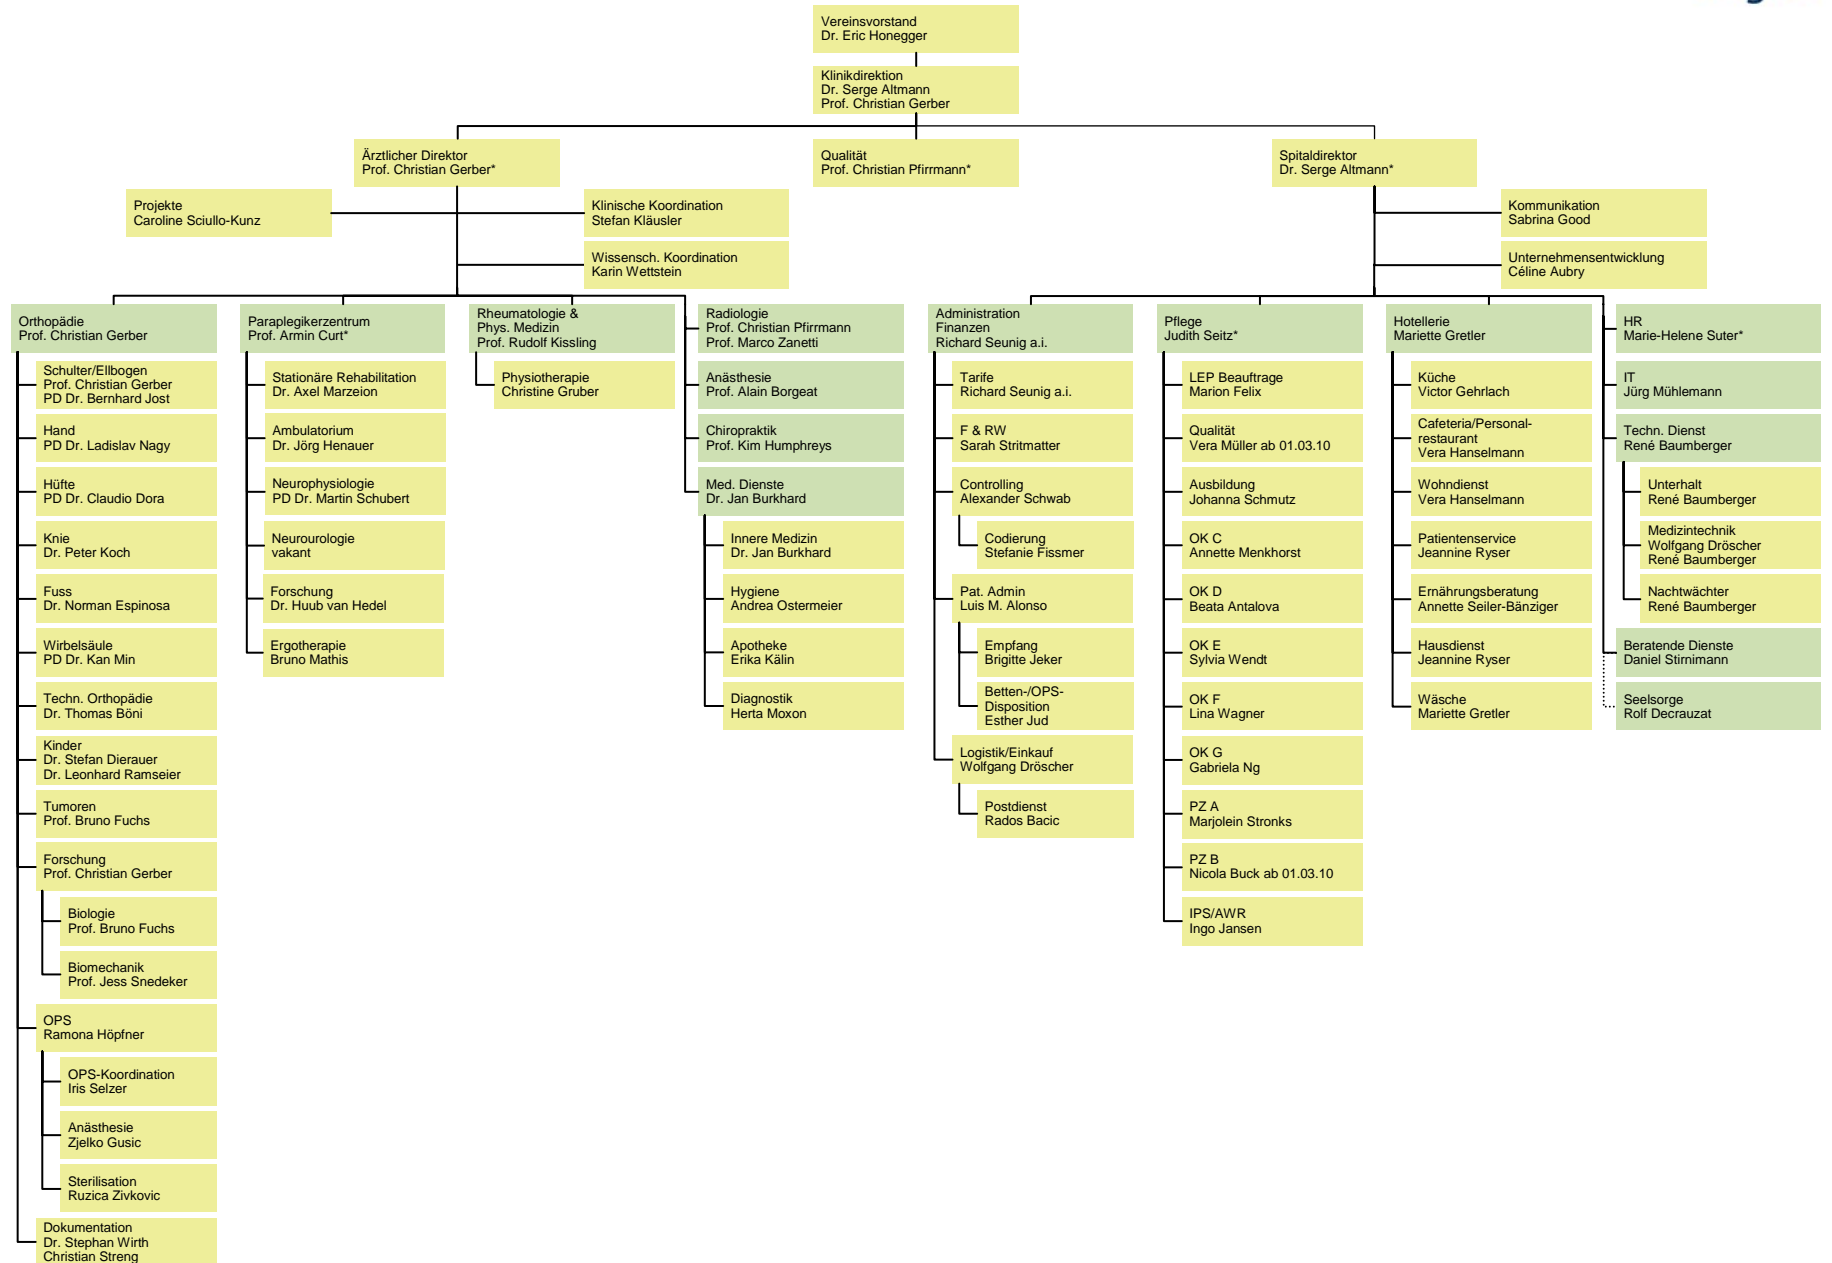 Vereinsvorstand
Dr. Eric Honegger
Klinikdirektion
Dr. Serge Altmann
Prof. Christian Gerber
Ärztlicher Direktor
Prof. Christian Gerber*
Qualität
Prof. Christian Pfirrmann*
Spitaldirektor
Dr. Serge Altmann*
Projekte
Caroline Sciullo-Kunz
Klinische Koordination
Stefan Kläusler
Kommunikation
Sabrina Good
Wissensch. Koordination
Karin Wettstein
Unternehmensentwicklung
Céline Aubry
Orthopädie
Prof. Christian Gerber
Schulter/Ellbogen
Prof. Christian Gerber
PD Dr. Bernhard Jost
Hand
PD Dr. Ladislav Nagy
Hüfte
PD Dr. Claudio Dora
Knie
Dr. Peter Koch
Fuss
Dr. Norman Espinosa
Wirbelsäule
PD Dr. Kan Min
Techn. Orthopädie
Dr. Thomas Böni
Kinder
Dr. Stefan Dierauer
Dr. Leonhard Ramseier
Tumoren
Prof. Bruno Fuchs
Forschung
Prof. Christian Gerber
Biologie
Prof. Bruno Fuchs
Biomechanik
Prof. Jess Snedeker
OPS
Ramona Höpfner
OPS-Koordination
Iris Selzer
Anästhesie
Zjelko Gusic
Sterilisation
Ruzica Zivkovic
Dokumentation
Dr. Stephan Wirth
Christian Streng
Paraplegikerzentrum
Prof. Armin Curt*
Stationäre Rehabilitation
Dr. Axel Marzeion
Ambulatorium
Dr. Jörg Henauer
Neurophysiologie
PD Dr. Martin Schubert
Neurourologie
vakant
Forschung
Dr. Huub van Hedel
Ergotherapie
Bruno Mathis
Rheumatologie &
Phys. Medizin
Prof. Rudolf Kissling
Physiotherapie
Christine Gruber
Radiologie
Prof. Christian Pfirrmann
Prof. Marco Zanetti
Anästhesie
Prof. Alain Borgeat
Chiropraktik
Prof. Kim Humphreys
Med. Dienste
Dr. Jan Burkhard
Innere Medizin
Dr. Jan Burkhard
Hygiene
Andrea Ostermeier
Apotheke
Erika Kälin
Diagnostik
Herta Moxon
Administration
Finanzen
Richard Seunig a.i.
Tarife
Richard Seunig a.i.
F & RW
Sarah Stritmatter
Controlling
Alexander Schwab
Codierung
Stefanie Fissmer
Pat. Admin
Luis M. Alonso
Empfang
Brigitte Jeker
Betten-/OPS-
Disposition
Esther Jud
Logistik/Einkauf
Wolfgang Dröscher
Postdienst
Rados Bacic
Pflege
Judith Seitz*
LEP Beauftrage
Marion Felix
Qualität
Vera Müller ab 01.03.10
Ausbildung
Johanna Schmutz
OK C
Annette Menkhorst
OK D
Beata Antalova
OK E
Sylvia Wendt
OK F
Lina Wagner
OK G
Gabriela Ng
PZ A
Marjolein Stronks
PZ B
Nicola Buck ab 01.03.10
IPS/AWR
Ingo Jansen
Hotellerie
Mariette Gretler
Küche
Victor Gehrlach
Cafeteria/Personal-
restaurant
Vera Hanselmann
Wohndienst
Vera Hanselmann
Patientenservice
Jeannine Ryser
Ernährungsberatung
Annette Seiler-Bänziger
Hausdienst
Jeannine Ryser
Wäsche
Mariette Gretler
HR
Marie-Helene Suter*
IT
Jürg Mühlemann
Techn. Dienst
René Baumberger
Unterhalt
René Baumberger
Medizintechnik
Wolfgang Dröscher
René Baumberger
Nachtwächter
René Baumberger
Beratende Dienste
Daniel Stirnimann
Seelsorge
Rolf Decrauzat